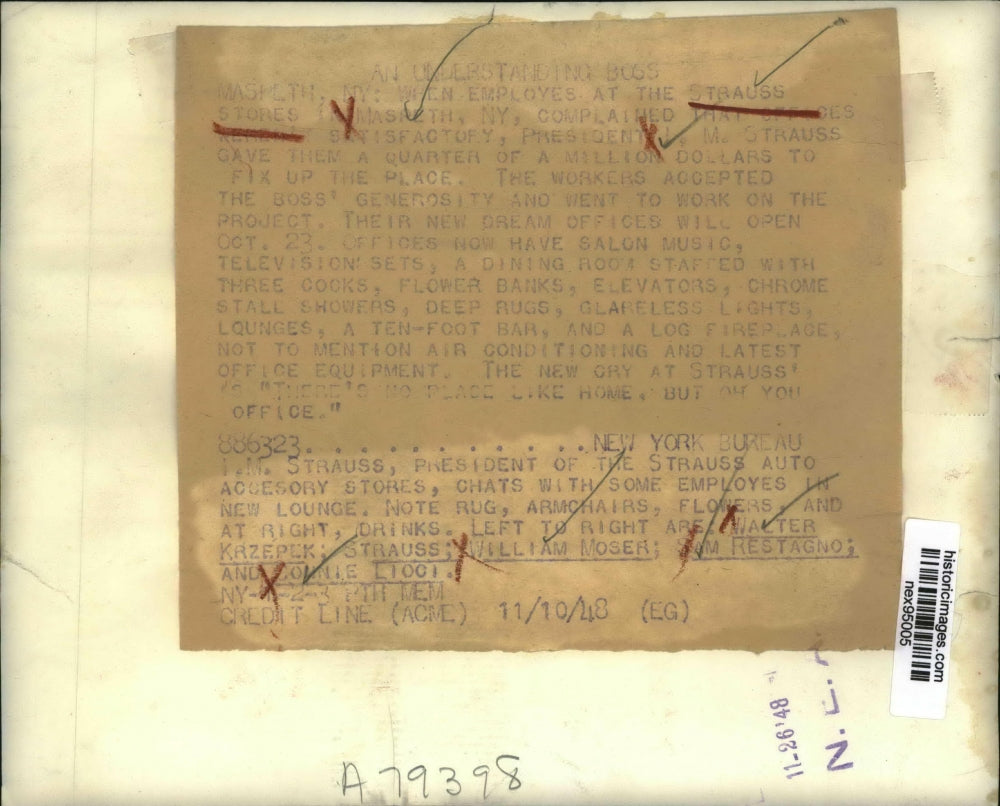 AN UNDERSTANDING BOSS
MASPETH, NY: WHEN EMPLOYES AT THE STRAUSS
STORES IN MASPETH, NY, COMPLAINED THAT OFFICES
SATISFACTORY, PRESIDENT I. M. STRAUSS
GAVE THEM A QUARTER OF A MILLION DOLLARS TO
FIX UP THE PLACE. THE WORKERS ACCEPTED
THE BOSS' GENEROSITY AND WENT TO WORK ON THE
PROJECT. THEIR NEW DREAM OFFICES WILL OPEN
OCT. 23. OFFICES NOW HAVE SALON MUSIC,
TELEVISION SETS, A DINING ROOM STAFFED WITH
THREE COCKS, FLOWER BANKS, ELEVATORS, CHROME
STALL SHOWERS, DEEP RUGS, GLARELESS LIGHTS,
LOUNGES, A TEN-FOOT BAR, AND A LOG FIREPLACE,
NOT TO MENTION AIR CONDITIONING AND LATEST
OFFICE EQUIPMENT. THE NEW CRY AT STRAUSS'
IS "THERE'S NO PLACE LIKE HOME, BUT OH YOU
OFFICE."
886323. . . . . . . . . . . . .NEW YORK BUREAU
I.M. STRAUSS, PRESIDENT OF THE STRAUSS AUTO
ACCESORY STORES, CHATS WITH SOME EMPLOYES IN
NEW LOUNGE. NOTE RUG, ARMCHAIRS, FLOWERS, AND
AT RIGHT, DRINKS. LEFT TO RIGHT ARE WALTER
KRZEPEK; STRAUSS; WILLIAM MOSER; SAM RESTAGNO;
AND CONNIE LIOCI.
NY- -2-3 PTH MEM
CREDIT LINE (ACME) 11/10/48 (EG)
historicimages.com
nex95005
11-26-48
N. E. A
A79398